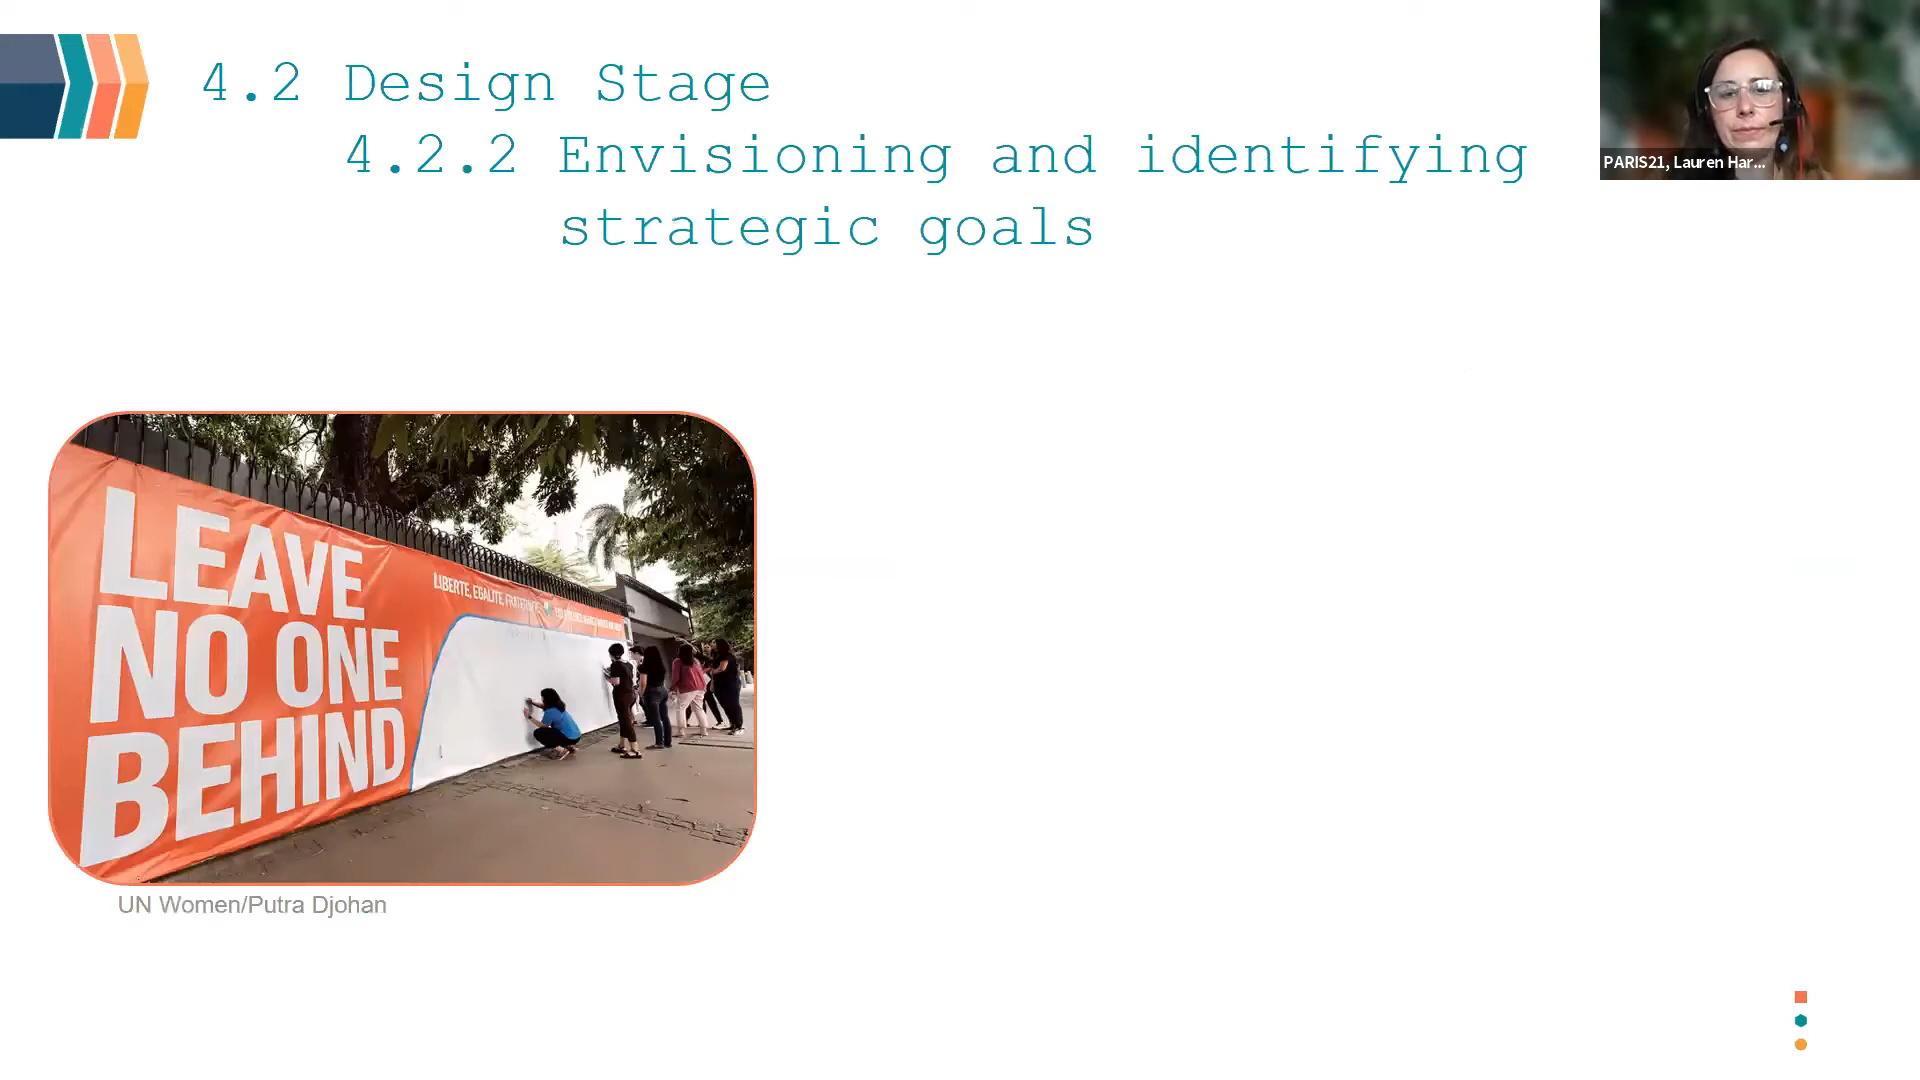 4.2 Design Stage
4.2.2 Envisioning and identifying
strategic goals
PARIS21, Lauren Har...
LEAVE
NO ONE
BEHIND
LIBERTE, EGALITE, FRATERNITE
UN Women/Putra Djohan